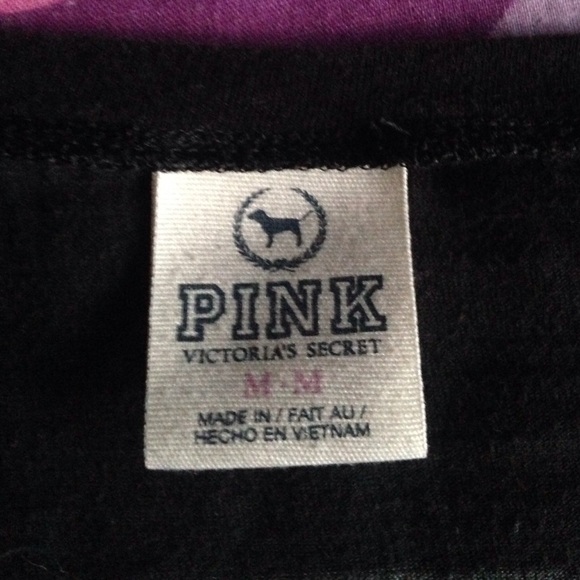 PINK
VICTORIA'S SECRET
M · M
MADE IN / FAIT AU /
HECHO EN VIETNAM